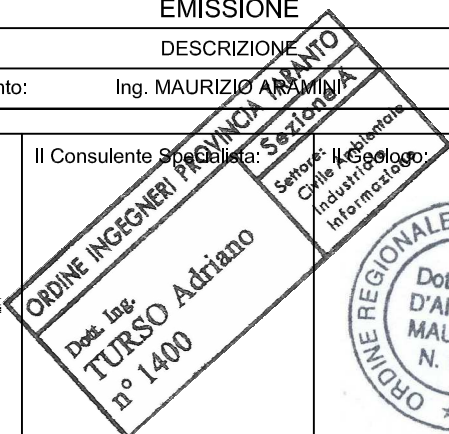 EMISSIONE
DESCRIZIONE
nto: Ing. MAURIZIO ARAMINI
Il Consulente Specialista:
Il Geologo:
ORDINE INGEGNERI PROVINCIA TARANTO
Sezione A
Settore:
Civile Ambientale
Industriale
Informazione
Dott. Ing.
TURSO Adriano
n° 1400
ORDINE REGIONALE
Dot
D'A
MAU
N.